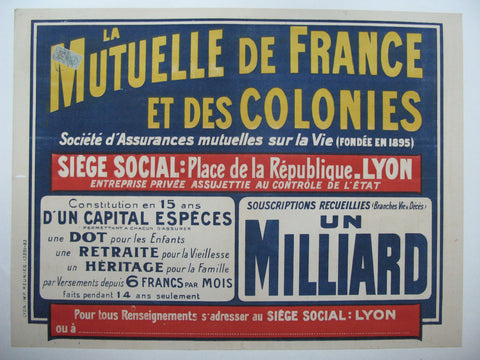 LA
MUTUELLE DE FRANCE
ET DES COLONIES
Société d'Assurances mutuelles sur la Vie (FONDÉE EN 1895)
SIÈGE SOCIAL: Place de la République_LYON
ENTREPRISE PRIVÉE ASSUJETTIE AU CONTRÔLE DE L'ÉTAT
Constitution en 15 ans
D'UN CAPITAL ESPÈCES
PERMETTANT A CHACUN D'ASSURER
une DOT pour les Enfants
une RETRAITE pour la Vieillesse
un HÉRITAGE pour la Famille
par Versements depuis 6 FRANCS PAR MOIS
faits pendant 14 ans seulement
SOUSCRIPTIONS RECUEILLIES (Branches Vie & Décès)
UN
MILLIARD
Pour tous Renseignements s'adresser au SIÈGE SOCIAL: LYON
ou à